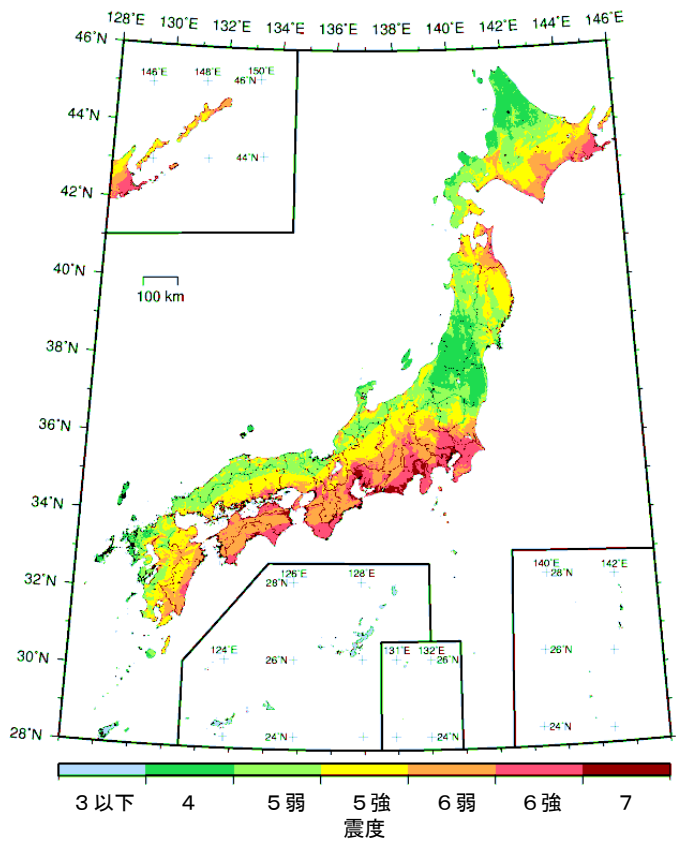 128°E 130°E 132°E 134°E 136°E 138°E 140°E 142°E 144°E 146°E
46°N
146°E 148°E 150°E
46°N
44°N
44°N
42°N
40°N
100 km
38°N
36°N
34°N
32°N
126°E 128°E
28°N
140°E 142°E
28°N
30°N
124°E
26°N
131°E 132°E
26°N
26°N
28°N
24°N
24°N
24°N
3以下 4 5弱 5強 6弱 6強 7
震度